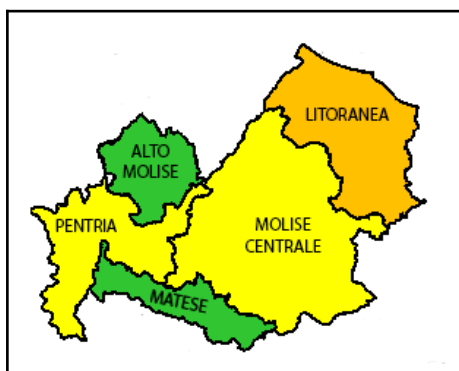 LITORANEA
ALTO
MOLISE
PENTRIA
MOLISE
CENTRALE
MATESE